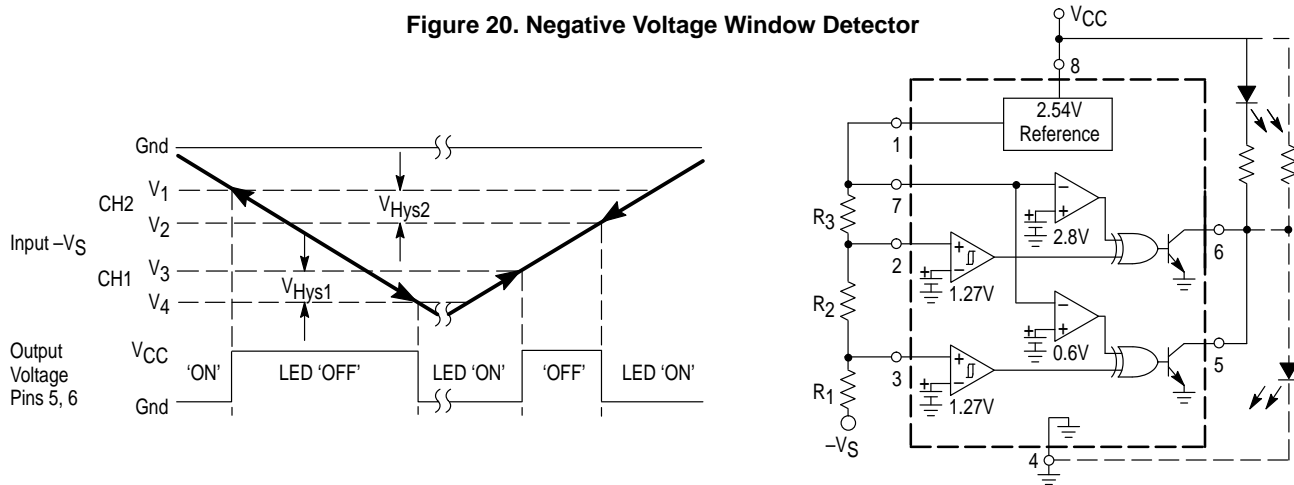 Figure 20. Negative Voltage Window Detector
Input –VS
CH2
CH1
Gnd
V1
V2
V3
V4
VHys2
VHys1
Output
Voltage
Pins 5, 6
VCC
Gnd
‘ON’
LED ‘OFF’
LED ‘ON’
‘OFF’
LED ‘ON’
VCC
8
2.54V
Reference
1
7
R3
–
+
2.8V
6
2
+
–
1.27V
R2
–
+
0.6V
5
3
+
–
1.27V
R1
–VS
4